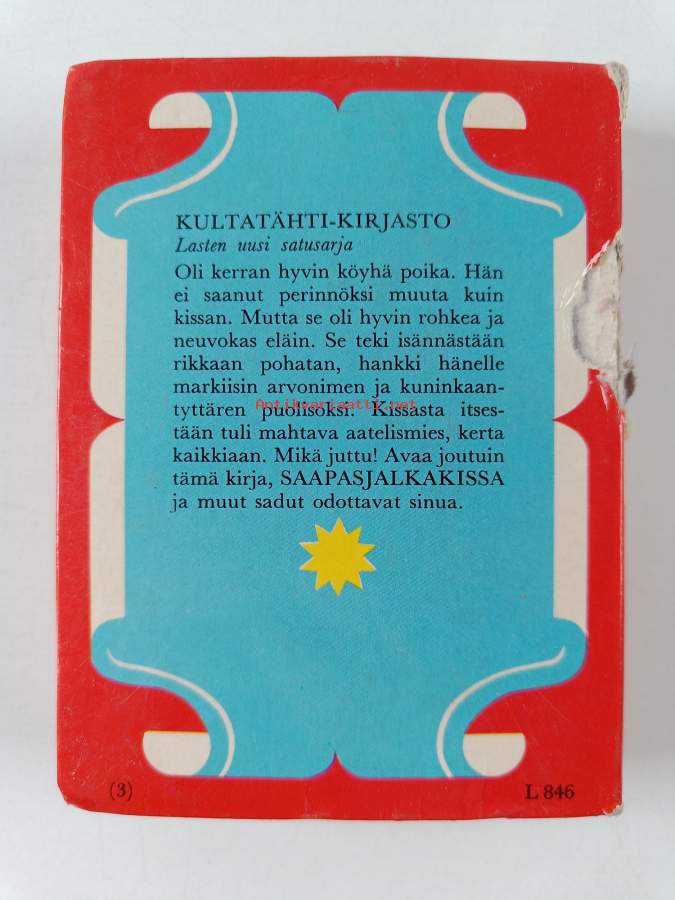 KULTATÄHTI-KIRJASTO
Lasten uusi satusarja
Oli kerran hyvin köyhä poika. Hän
ei saanut perinnöksi muuta kuin
kissan. Mutta se oli hyvin rohkea ja
neuvokas eläin. Se teki isännästään
rikkaan pohatan, hankki hänelle
markiisin arvonimen ja kuninkaan-
tyttären puolisoksi. Kissasta itses-
Antikvariaatti.net
tään tuli mahtava aatelismies, kerta
kaikkiaan. Mikä juttu! Avaa joutuin
tämä kirja, SAAPASJALKAKISSA
ja muut sadut odottavat sinua.
(3)
L 846